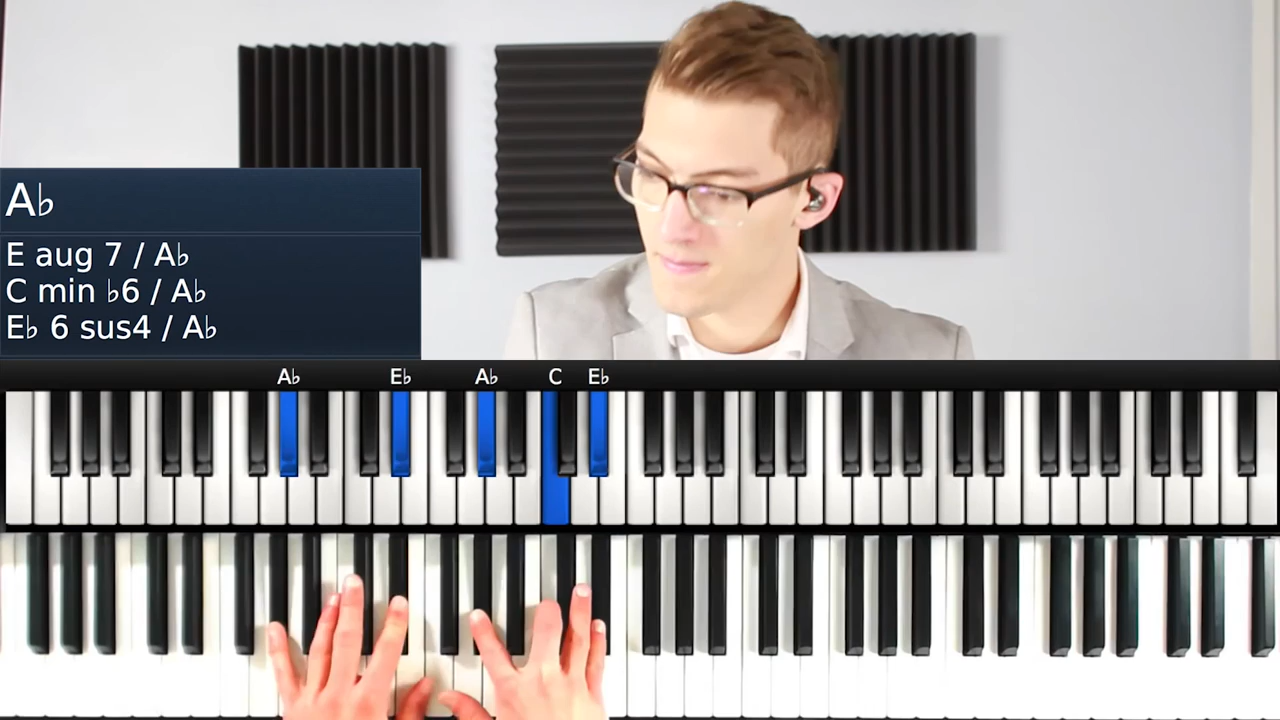 A♭
E aug 7 / A♭
C min ♭6 / A♭
E♭ 6 sus4 / A♭
A♭ E♭ A♭ C E♭